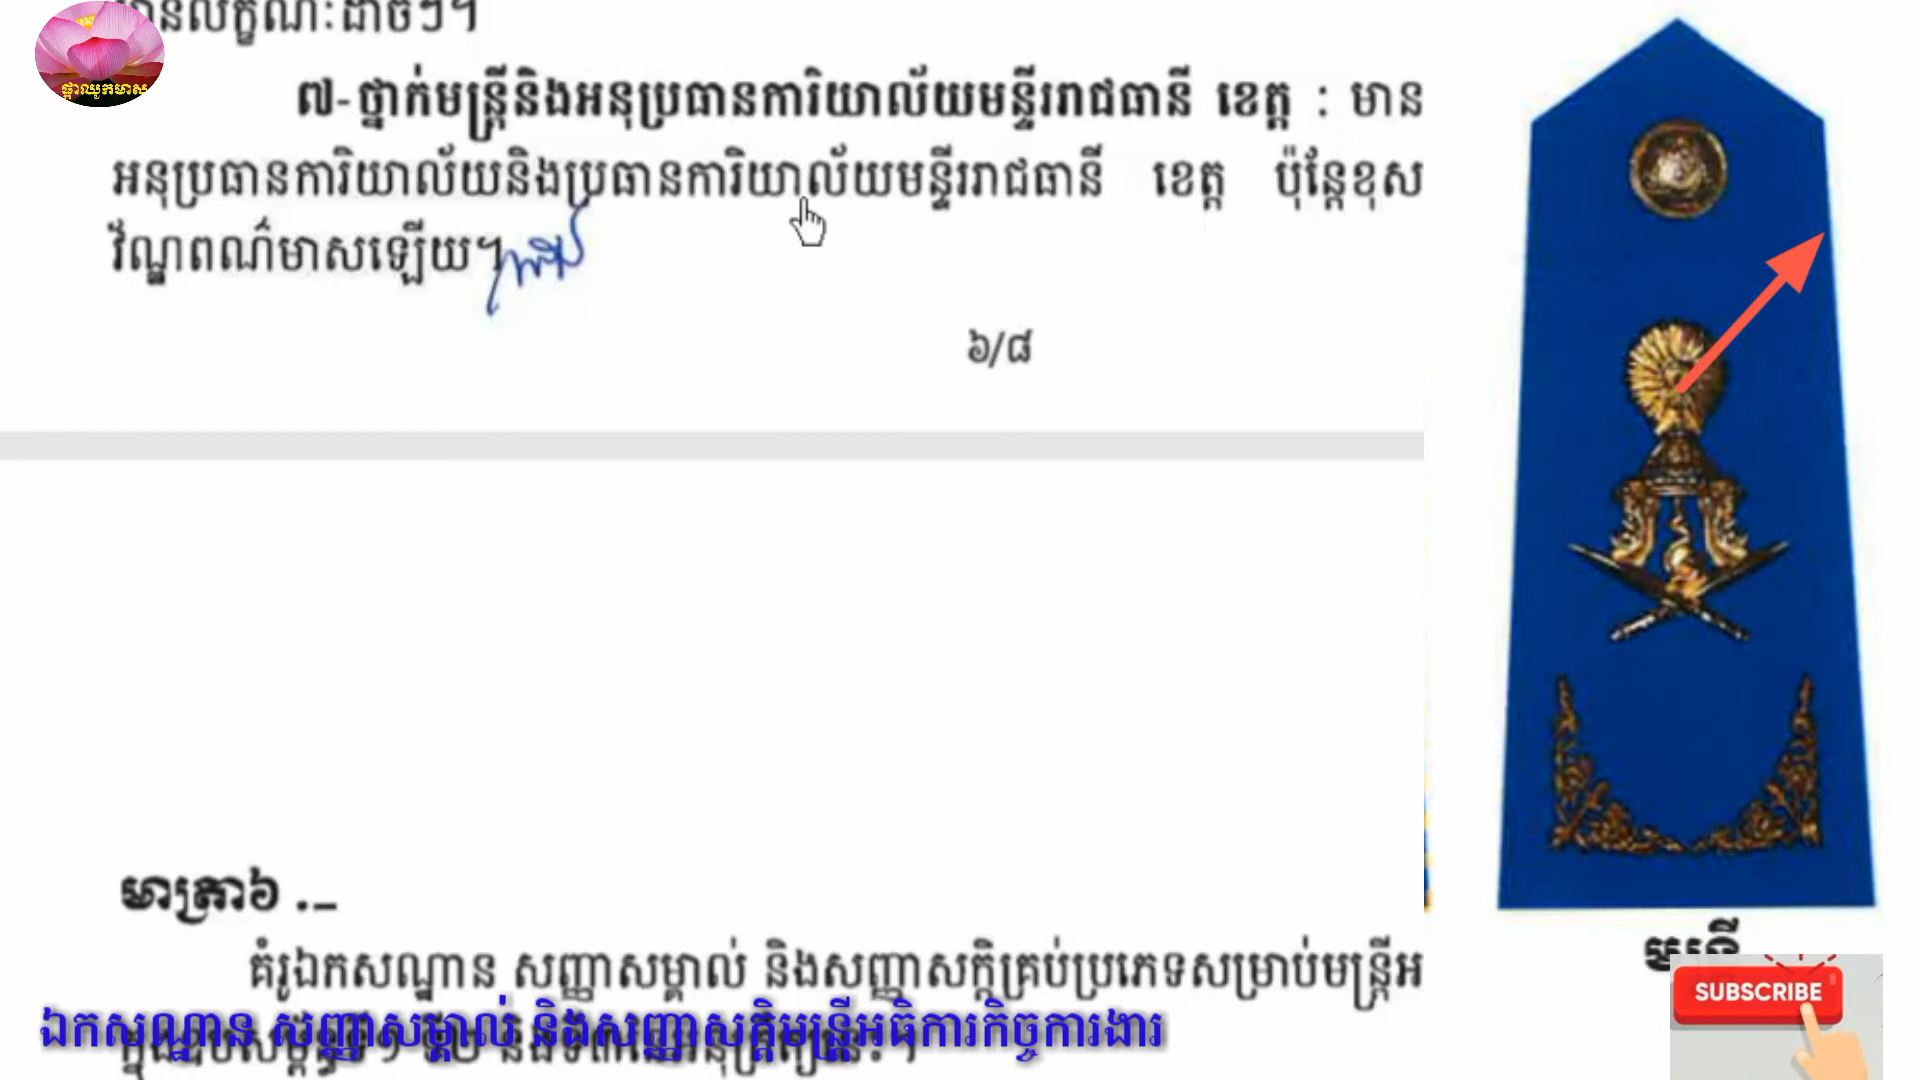 ផ្កាឈូកមាស
៧-ថ្នាក់មន្ត្រីនិងអនុប្រធានការិយាល័យមន្ទីររាជធានី ខេត្ត : មាន
អនុប្រធានការិយាល័យនិងប្រធានការិយាល័យមន្ទីររាជធានី ខេត្ត ប៉ុន្តែខុស
វ័ណ្ឌពណ៌មាសឡើយ។
៦/៨
មាត្រា៦ ._
គំរូឯកសណ្ឋាន សញ្ញាសម្គាល់ និងសញ្ញាសក្តិគ្រប់ប្រភេទសម្រាប់មន្ត្រីអ
ឯកសណ្ឋាន សញ្ញាសម្គាល់ និងសញ្ញាសក្តិមន្ត្រីអធិការកិច្ចការងារ
SUBSCRIBE